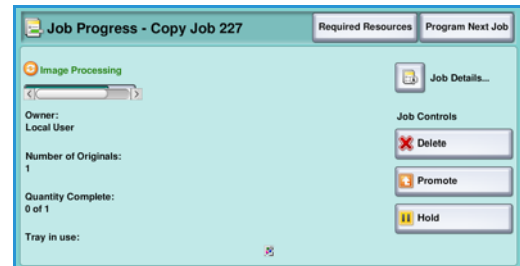 Job Progress - Copy Job 227
Required Resources
Program Next Job
Image Processing
Job Details...
Owner:
Local User
Job Controls
Delete
Number of Originals:
1
Promote
Quantity Complete:
0 of 1
Hold
Tray in use: